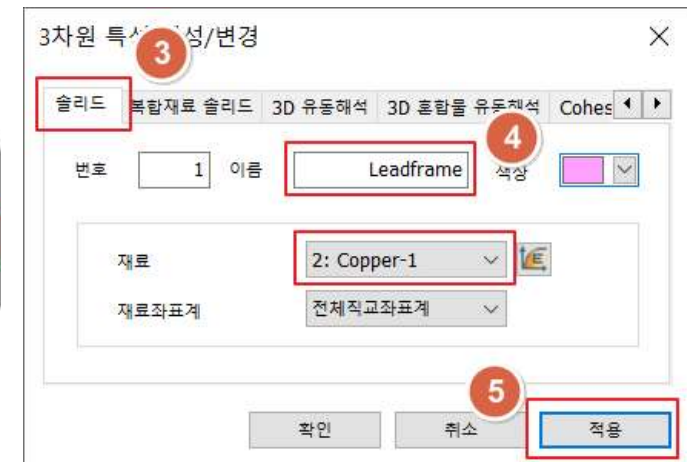 3차원 특성 생성/변경
3
솔리드 복합재료 솔리드 3D 유동해석 3D 혼합물 유동해석 Cohes
4
번호 1 이름 Leadframe 색상
재료 2: Copper-1
재료좌표계 전체직교좌표계
5
확인 취소 적용